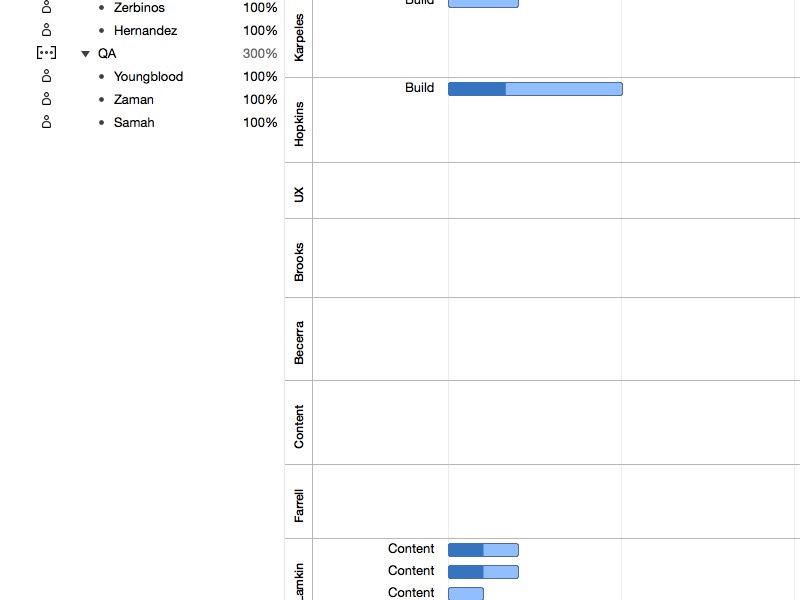 Zerbinos 100%
Hernandez 100%
QA 300%
Youngblood 100%
Zaman 100%
Samah 100%
Karpeles
Build
Hopkins
Build
UX
Brooks
Becerra
Content
Farrell
Lamkin
Content
Content
Content